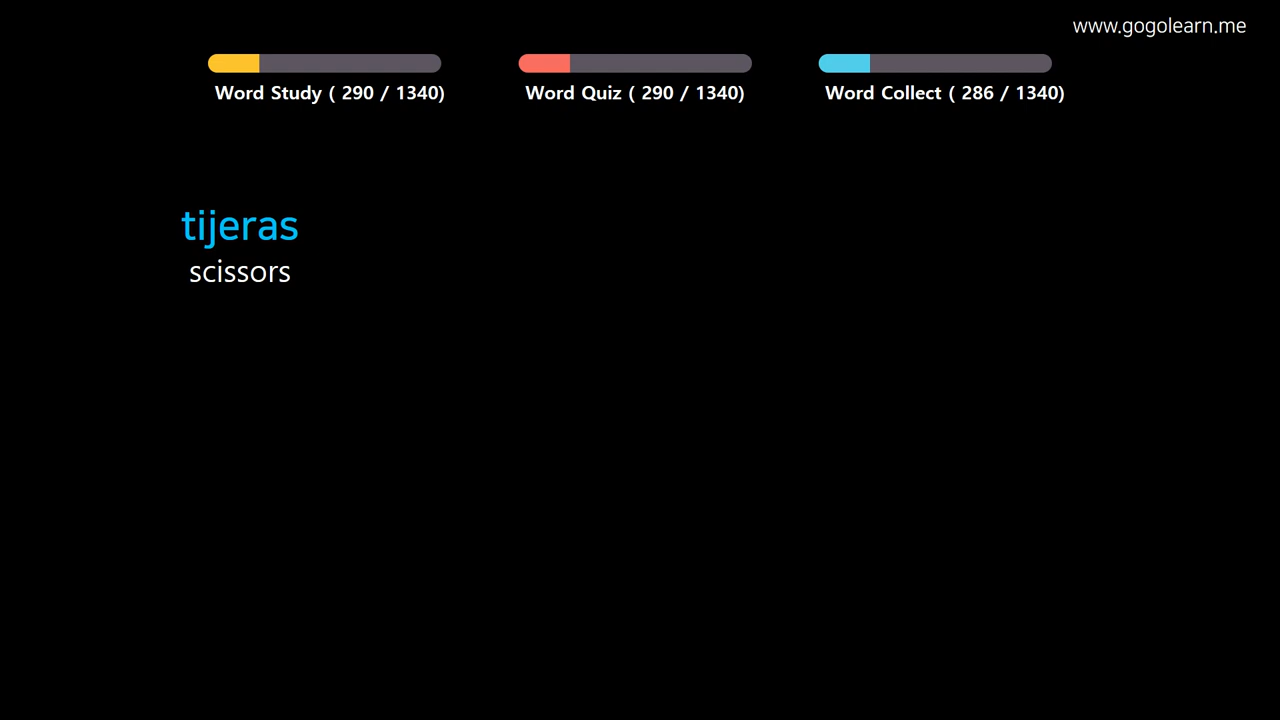 www.gogolearn.me
Word Study ( 290 / 1340)
Word Quiz ( 290 / 1340)
Word Collect ( 286 / 1340)
tijeras
scissors